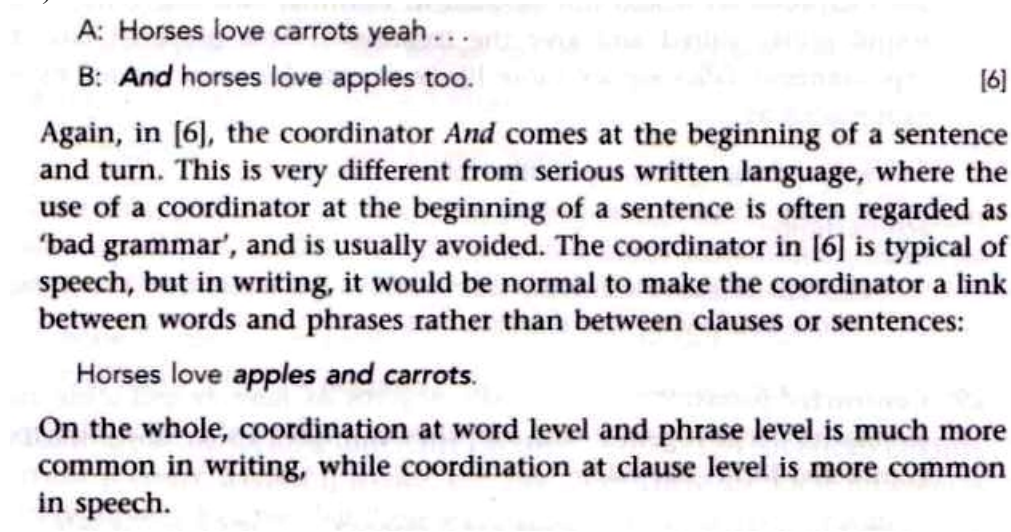 A: Horses love carrots yeah . . .
B: And horses love apples too. [6]
Again, in [6], the coordinator And comes at the beginning of a sentence
and turn. This is very different from serious written language, where the
use of a coordinator at the beginning of a sentence is often regarded as
‘bad grammar’, and is usually avoided. The coordinator in [6] is typical of
speech, but in writing, it would be normal to make the coordinator a link
between words and phrases rather than between clauses or sentences:
Horses love apples and carrots.
On the whole, coordination at word level and phrase level is much more
common in writing, while coordination at clause level is more common
in speech.